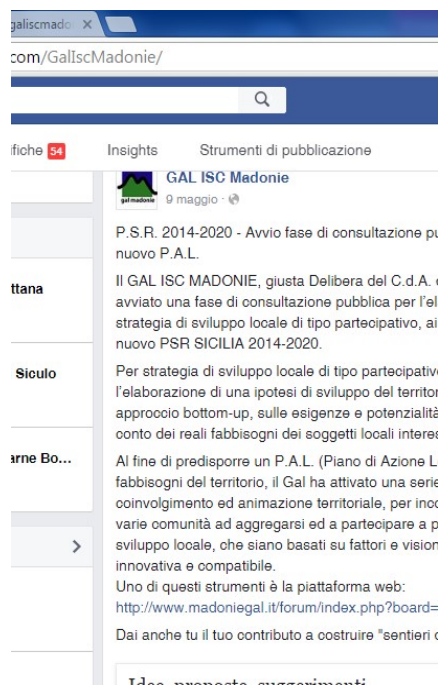 galiscmado
com/GalIscMadonie/
ifiche 54 Insights Strumenti di pubblicazione
GAL ISC Madonie
gal madonie
9 maggio
P.S.R. 2014-2020 - Avvio fase di consultazione pu
nuovo P.A.L.
Il GAL ISC MADONIE, giusta Delibera del C.d.A.
avviato una fase di consultazione pubblica per l'el
strategia di sviluppo locale di tipo partecipativo, ai
nuovo PSR SICILIA 2014-2020.
Per strategia di sviluppo locale di tipo partecipativ
l'elaborazione di una ipotesi di sviluppo del territor
approccio bottom-up, sulle esigenze e potenzialità
conto dei reali fabbisogni dei soggetti locali interes
Al fine di predisporre un P.A.L. (Piano di Azione L
fabbisogni del territorio, il Gal ha attivato una serie
coinvolgimento ed animazione territoriale, per inco
varie comunità ad aggregarsi ed a partecipare a p
sviluppo locale, che siano basati su fattori e vision
innovativa e compatibile.
Uno di questi strumenti è la piattaforma web:
http://www.madoniegal.it/forum/index.php?board=
Dai anche tu il tuo contributo a costruire "sentieri
Idee, proposte, suggerimenti
ttana
Siculo
arne Bo...